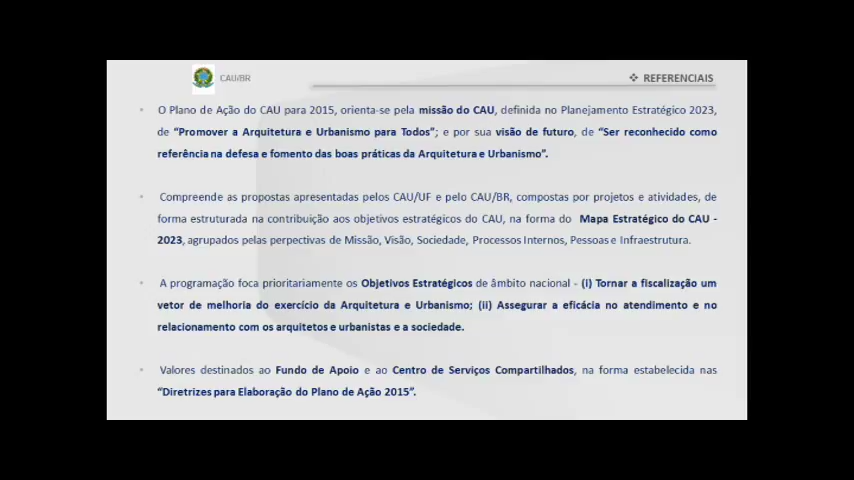 CAU/BR
❖ REFERENCIAIS
• O Plano de Ação do CAU para 2015, orienta-se pela missão do CAU, definida no Planejamento Estratégico 2023,
de “Promover a Arquitetura e Urbanismo para Todos”; e por sua visão de futuro, de “Ser reconhecido como
referência na defesa e fomento das boas práticas da Arquitetura e Urbanismo”.
• Compreende as propostas apresentadas pelos CAU/UF e pelo CAU/BR, compostas por projetos e atividades, de
forma estruturada na contribuição aos objetivos estratégicos do CAU, na forma do Mapa Estratégico do CAU -
2023, agrupados pelas perpectivas de Missão, Visão, Sociedade, Processos Internos, Pessoas e Infraestrutura.
• A programação foca prioritariamente os Objetivos Estratégicos de âmbito nacional - (i) Tornar a fiscalização um
vetor de melhoria do exercício da Arquitetura e Urbanismo; (ii) Assegurar a eficácia no atendimento e no
relacionamento com os arquitetos e urbanistas e a sociedade.
• Valores destinados ao Fundo de Apoio e ao Centro de Serviços Compartilhados, na forma estabelecida nas
“Diretrizes para Elaboração do Plano de Ação 2015”.